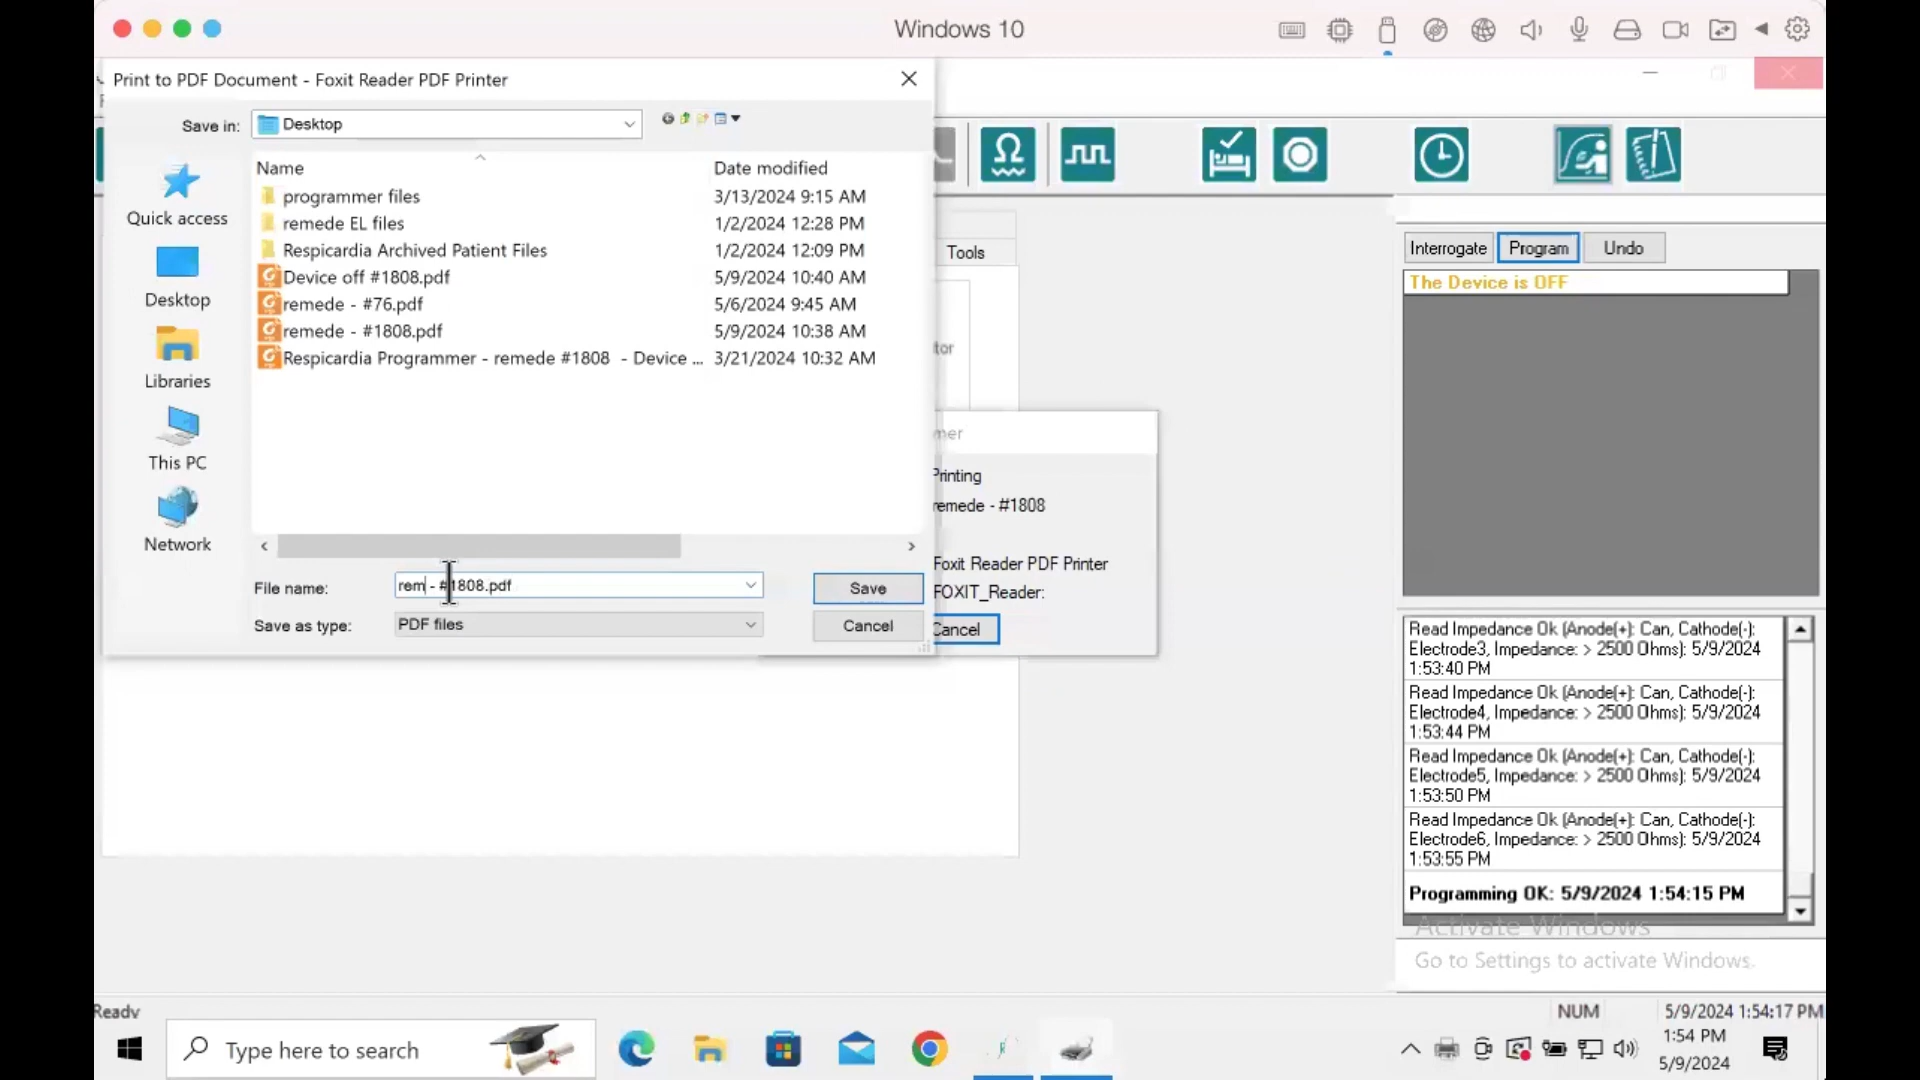 Windows 10
Print to PDF Document - Foxit Reader PDF Printer
Save in:
Desktop
Name
Date modified
programmer files
3/13/2024 9:15 AM
remede EL files
1/2/2024 12:28 PM
Respicardia Archived Patient Files
1/2/2024 12:09 PM
Device off #1808.pdf
5/9/2024 10:40 AM
remede - #76.pdf
5/6/2024 9:45 AM
remede - #1808.pdf
5/9/2024 10:38 AM
Respicardia Programmer - remede #1808 - Device ...
3/21/2024 10:32 AM
Quick access
Desktop
Libraries
This PC
Network
File name:
rem - #1808.pdf
Save
Save as type:
PDF files
Cancel
Tools
tor
mer
Printing
remede - #1808
Foxit Reader PDF Printer
FOXIT_Reader:
Cancel
Interrogate
Program
Undo
The Device is OFF
Read Impedance Ok (Anode(+): Can, Cathode(-):
Electrode3, Impedance: > 2500 Ohms): 5/9/2024
1:53:40 PM
Read Impedance Ok (Anode(+): Can, Cathode(-):
Electrode4, Impedance: > 2500 Ohms): 5/9/2024
1:53:44 PM
Read Impedance Ok (Anode(+): Can, Cathode(-):
Electrode5, Impedance: > 2500 Ohms): 5/9/2024
1:53:50 PM
Read Impedance Ok (Anode(+): Can, Cathode(-):
Electrode6, Impedance: > 2500 Ohms): 5/9/2024
1:53:55 PM
Programming OK: 5/9/2024 1:54:15 PM
Activate Windows
Go to Settings to activate Windows.
Ready
NUM
5/9/2024 1:54:17 PM
Type here to search
1:54 PM
5/9/2024